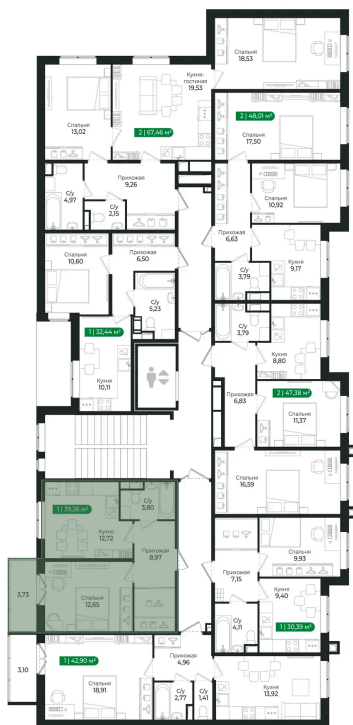 Спальня
18,53
Кухня-
гостиная
19,53
Спальня
13,02
2 | 67,46 м²
2 | 48,01 м²
Спальня
17,50
Прихожая
9,26
С/у
4,97
С/у
2,15
Спальня
10,92
Прихожая
6,63
Спальня
10,60
Прихожая
6,50
Кухня
9,17
С/у
3,79
С/у
5,23
1 | 32,44 м²
С/у
3,79
Кухня
8,80
Кухня
10,11
Прихожая
6,83
2 | 47,38 м²
Спальня
11,37
Спальня
16,59
1 | 39,26 м²
С/у
3,80
Кухня
12,72
Прихожая
8,97
Спальня
9,93
Прихожая
7,15
3,73
Спальня
12,65
Кухня
9,40
С/у
4,11
1 | 30,39 м²
3,10
1 | 42,90 м²
Прихожая
4,96
Спальня
18,91
С/у
2,77
С/у
1,41
Кухня
13,92